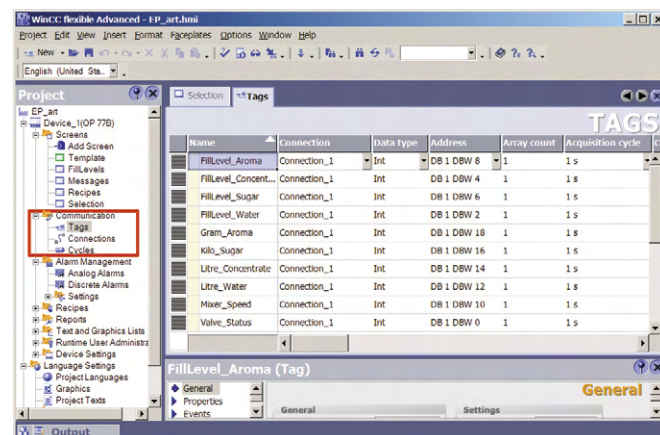 WinCC flexible Advanced - EP_art.hmi
Project Edit View Insert Format Faceplates Options Window Help
New
English (United Sta...
Project
EP_art
Device_1(OP 77B)
Screens
Add Screen
Template
FillLevels
Messages
Recipes
Selection
Communication
Tags
Connections
Cycles
Alarm Management
Analog Alarms
Discrete Alarms
Settings
Recipes
Reports
Text and Graphics Lists
Runtime User Administra
Device Settings
Language Settings
Project Languages
Graphics
Project Texts
Selection Tags
TAGS
Name Connection Data type Address Array count Acquisition cycle C
FillLevel_Aroma Connection_1 Int DB 1 DBW 8 1 1 s
FillLevel_Concent... Connection_1 Int DB 1 DBW 4 1 1 s
FillLevel_Sugar Connection_1 Int DB 1 DBW 6 1 1 s
FillLevel_Water Connection_1 Int DB 1 DBW 2 1 1 s
Gram_Aroma Connection_1 Int DB 1 DBW 18 1 1 s
Kilo_Sugar Connection_1 Int DB 1 DBW 16 1 1 s
Litre_Concentrate Connection_1 Int DB 1 DBW 14 1 1 s
Litre_Water Connection_1 Int DB 1 DBW 12 1 1 s
Mixer_Speed Connection_1 Int DB 1 DBW 10 1 1 s
Valve_Status Connection_1 Int DB 1 DBW 0 1 1 s
FillLevel_Aroma (Tag)
General
Properties
Events
General
General Settings
Output